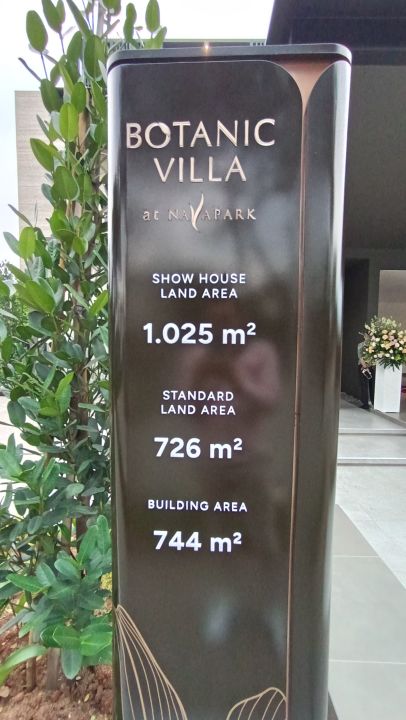 BOTANIC
VILLA
at NAVAPARK
SHOW HOUSE
LAND AREA
1.025 m²
STANDARD
LAND AREA
726 m²
BUILDING AREA
744 m²